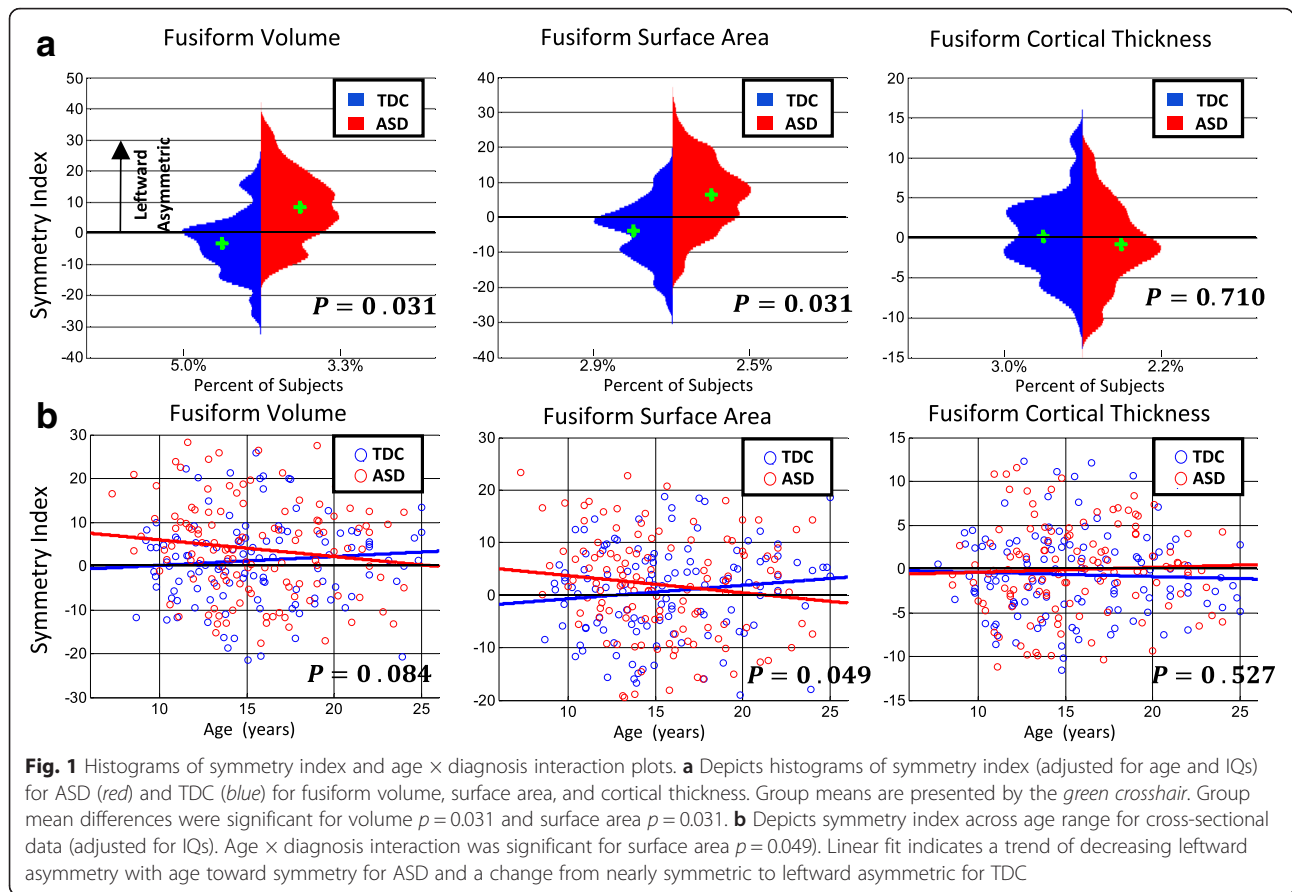 a
Fusiform Volume
Fusiform Surface Area
Fusiform Cortical Thickness
Symmetry Index
50
40
30
20
10
0
-10
-20
-30
-40
Leftward
Asymmetric
TDC
ASD
P = 0.031
5.0%
3.3%
Percent of Subjects
40
30
20
10
0
-10
-20
-30
-40
TDC
ASD
P = 0.031
2.9%
2.5%
Percent of Subjects
20
15
10
5
0
-5
-10
-15
TDC
ASD
P = 0.710
3.0%
2.2%
Percent of Subjects
b
Fusiform Volume
Fusiform Surface Area
Fusiform Cortical Thickness
Symmetry Index
30
20
10
0
-10
-20
-30
TDC
ASD
P = 0.084
10
15
20
25
Age (years)
30
20
10
0
-10
-20
TDC
ASD
P = 0.049
10
15
20
25
Age (years)
15
10
5
0
-5
-10
-15
TDC
ASD
P = 0.527
10
15
20
25
Age (years)
Fig. 1 Histograms of symmetry index and age × diagnosis interaction plots. a Depicts histograms of symmetry index (adjusted for age and IQs)
for ASD (red) and TDC (blue) for fusiform volume, surface area, and cortical thickness. Group means are presented by the green crosshair. Group
mean differences were significant for volume p = 0.031 and surface area p = 0.031. b Depicts symmetry index across age range for cross-sectional
data (adjusted for IQs). Age × diagnosis interaction was significant for surface area p = 0.049). Linear fit indicates a trend of decreasing leftward
asymmetry with age toward symmetry for ASD and a change from nearly symmetric to leftward asymmetric for TDC